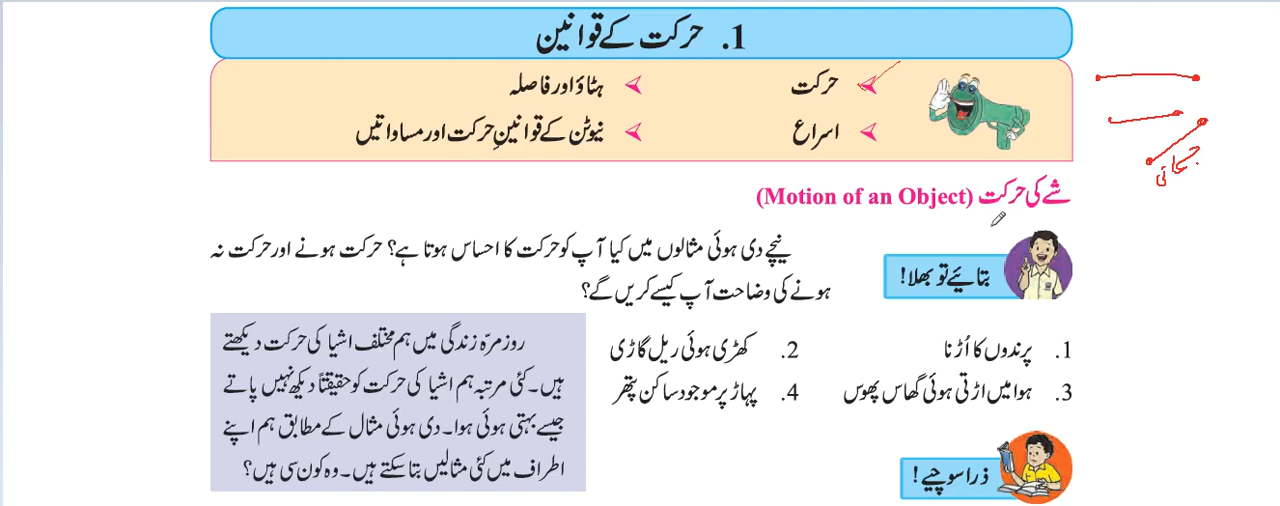 1. حرکت کے قوانین
حرکت
ہٹاؤ اور فاصلہ
اسراع
نیوٹن کے قوانینِ حرکت اور مساواتیں
شے کی حرکت (Motion of an Object)
بتائیے تو بھلا!
نیچے دی ہوئی مثالوں میں کیا آپ کو حرکت کا احساس ہوتا ہے؟ حرکت ہونے اور حرکت نہ
ہونے کی وضاحت آپ کیسے کریں گے؟
1. پرندوں کا اُڑنا
2. کھڑی ہوئی ریل گاڑی
3. ہوا میں اڑتی ہوئی گھاس پھوس
4. پہاڑ پر موجود ساکن پتھر
روزمرّہ زندگی میں ہم مختلف اشیا کی حرکت دیکھتے
ہیں۔ کئی مرتبہ ہم اشیا کی حرکت کو حقیقتاً دیکھ نہیں پاتے
جیسے بہتی ہوئی ہوا۔ دی ہوئی مثال کے مطابق ہم اپنے
اطراف میں کئی مثالیں بتا سکتے ہیں۔ وہ کون سی ہیں؟
ذرا سوچیے!